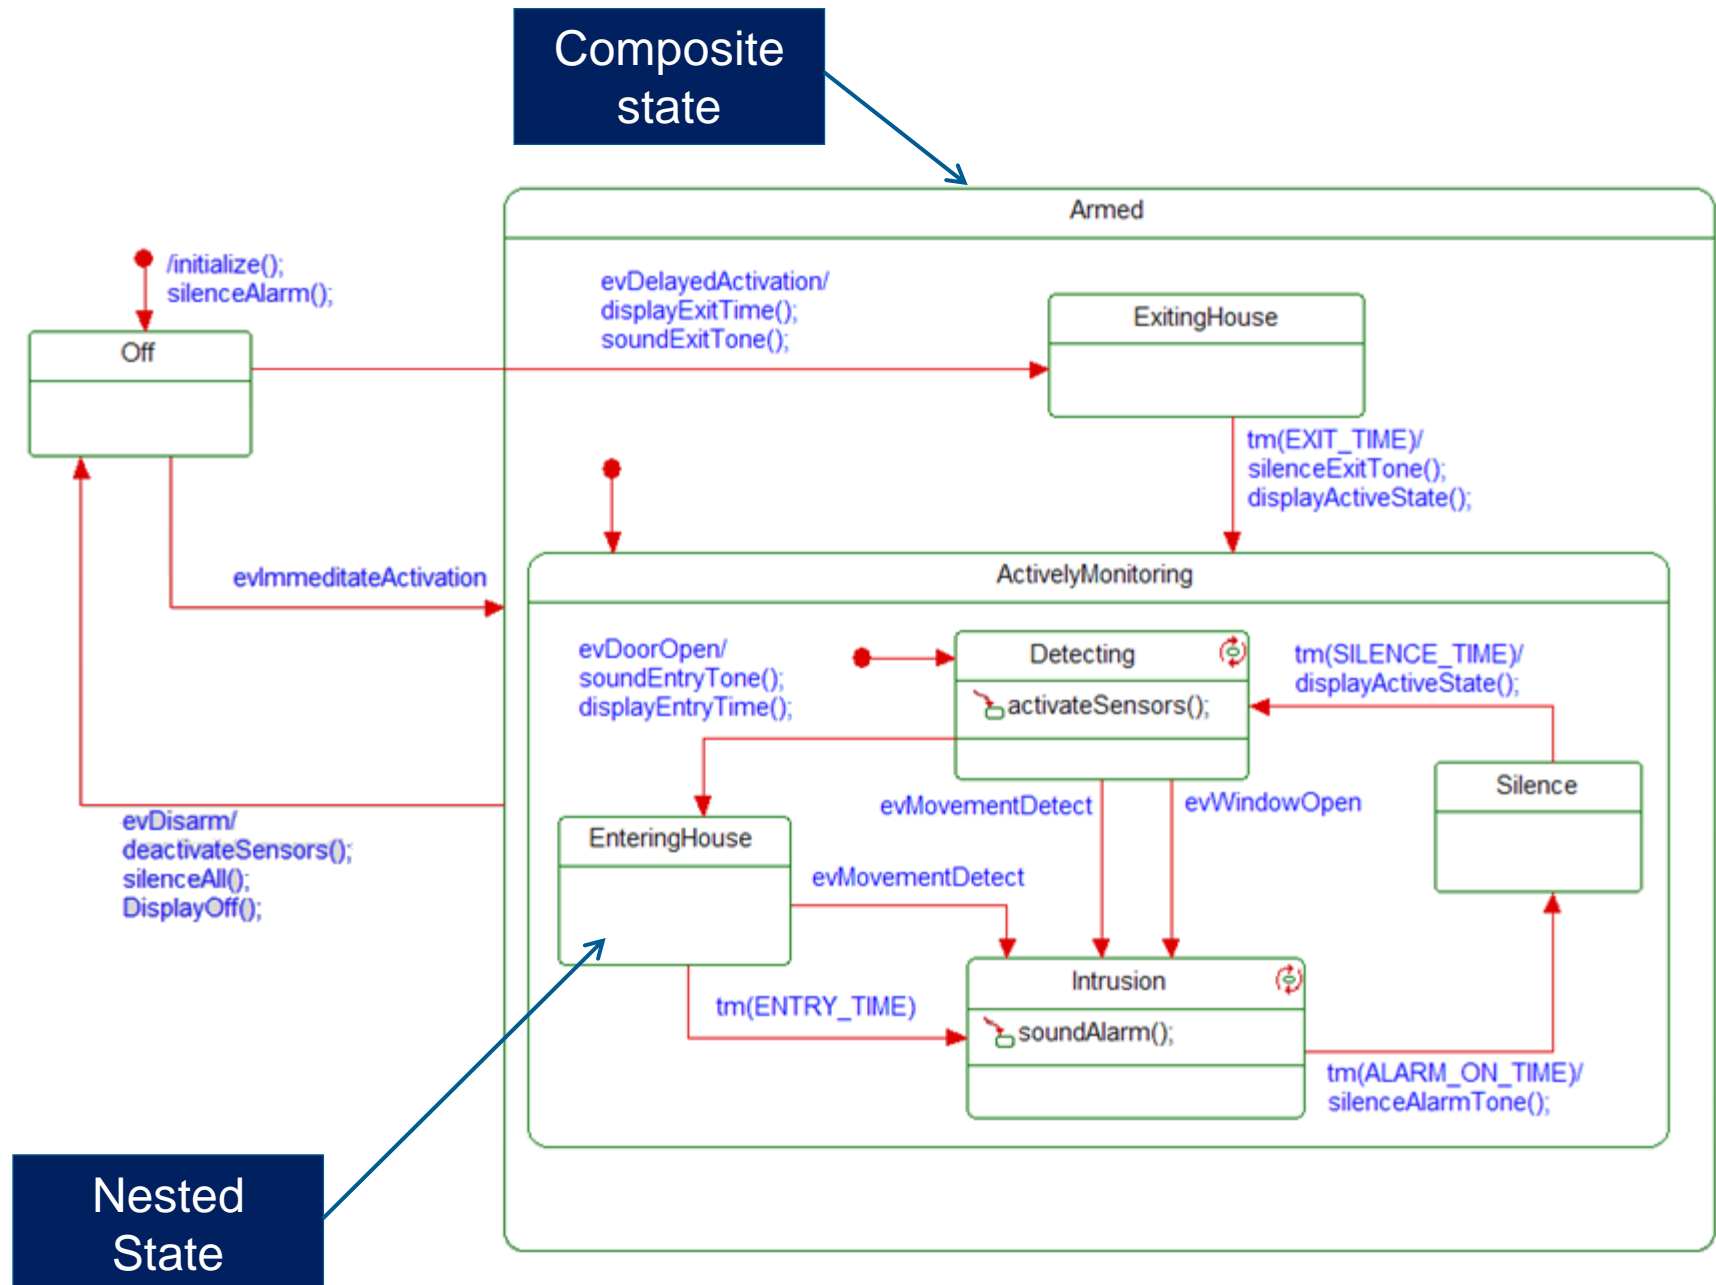 Composite
state
Armed
/initialize();
silenceAlarm();
evDelayedActivation/
displayExitTime();
soundExitTone();
ExitingHouse
Off
tm(EXIT_TIME)/
silenceExitTone();
displayActiveState();
evImmeditateActivation
ActivelyMonitoring
evDoorOpen/
soundEntryTone();
displayEntryTime();
Detecting
activateSensors();
tm(SILENCE_TIME)/
displayActiveState();
Silence
evMovementDetect
evWindowOpen
evDisarm/
deactivateSensors();
silenceAll();
DisplayOff();
EnteringHouse
evMovementDetect
Intrusion
soundAlarm();
tm(ENTRY_TIME)
tm(ALARM_ON_TIME)/
silenceAlarmTone();
Nested
State